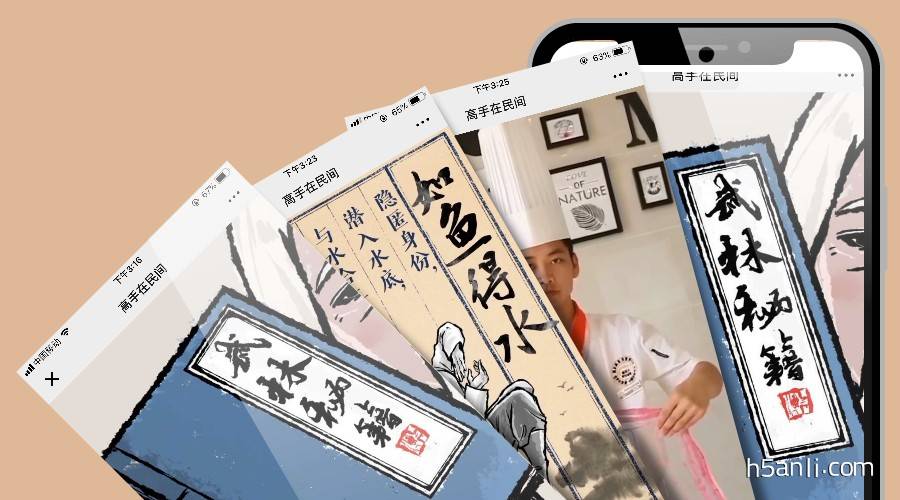 中国移动
67%
下午3:16
高手在民间
武林秘籍
65%
下午3:23
高手在民间
如鱼得水
隐匿身份,
潜入水底,
与水合
63%
下午3:25
高手在民间
LOVE
OF
NATURE
高手在民间
武林秘籍
h5anli.com